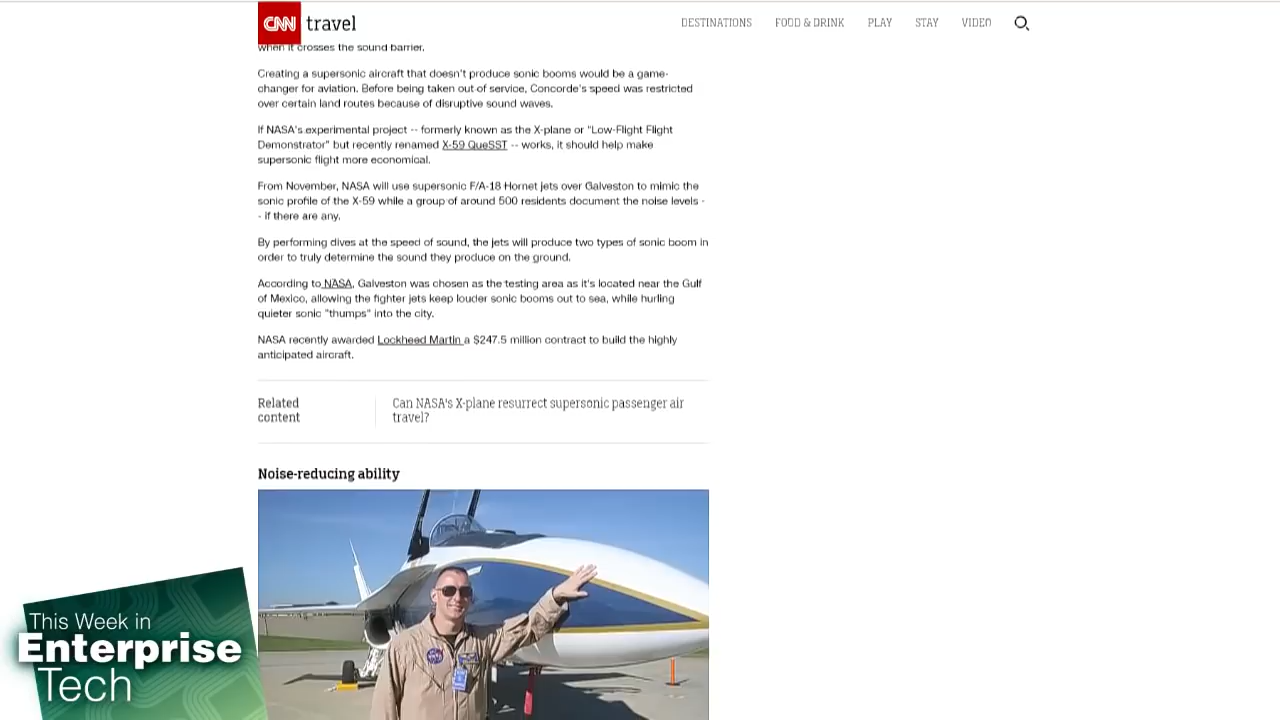 CNN travel
DESTINATIONS FOOD & DRINK PLAY STAY VIDEO
when it crosses the sound barrier.
Creating a supersonic aircraft that doesn't produce sonic booms would be a game-
changer for aviation. Before being taken out of service, Concorde's speed was restricted
over certain land routes because of disruptive sound waves.
If NASA's experimental project -- formerly known as the X-plane or "Low-Flight Flight
Demonstrator" but recently renamed X-59 QueSST -- works, it should help make
supersonic flight more economical.
From November, NASA will use supersonic F/A-18 Hornet jets over Galveston to mimic the
sonic profile of the X-59 while a group of around 500 residents document the noise levels -
- if there are any.
By performing dives at the speed of sound, the jets will produce two types of sonic boom in
order to truly determine the sound they produce on the ground.
According to NASA, Galveston was chosen as the testing area as it's located near the Gulf
of Mexico, allowing the fighter jets keep louder sonic booms out to sea, while hurling
quieter sonic "thumps" into the city.
NASA recently awarded Lockheed Martin a $247.5 million contract to build the highly
anticipated aircraft.
Related
content
Can NASA's X-plane resurrect supersonic passenger air
travel?
Noise-reducing ability
This Week in
Enterprise
Tech